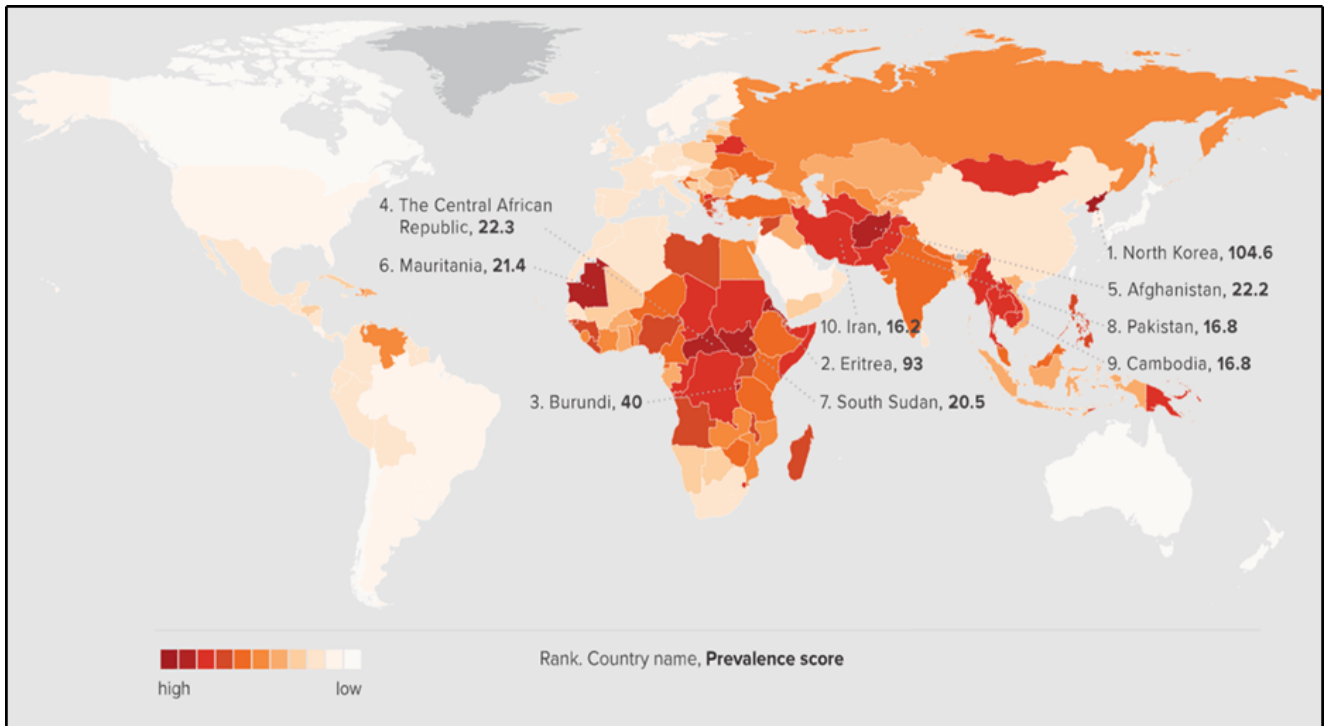 4. The Central African
Republic, 22.3
6. Mauritania, 21.4
1. North Korea, 104.6
5. Afghanistan, 22.2
10. Iran, 16.2
8. Pakistan, 16.8
2. Eritrea, 93
9. Cambodia, 16.8
3. Burundi, 40
7. South Sudan, 20.5
Rank. Country name, Prevalence score
high
low